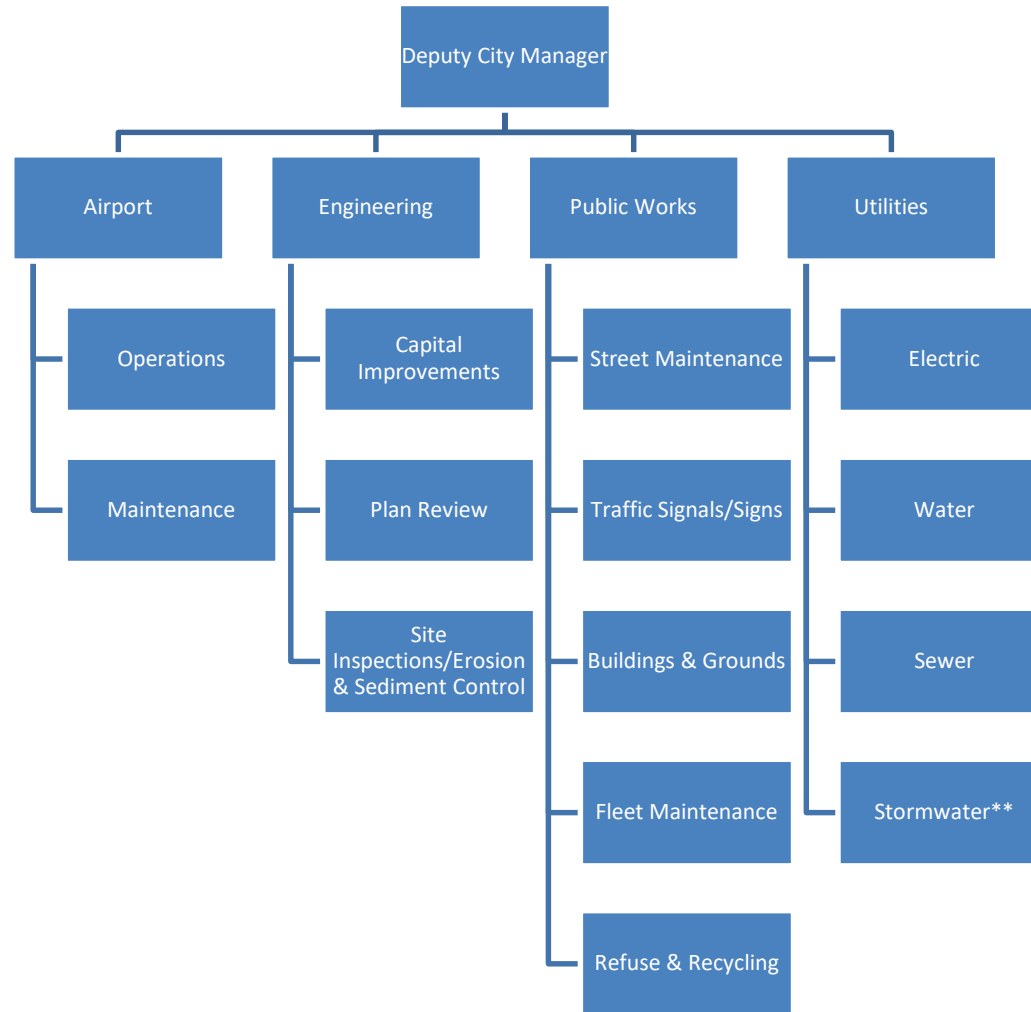 Deputy City Manager
Airport
Engineering
Public Works
Utilities
Operations
Capital
Improvements
Street Maintenance
Electric
Maintenance
Plan Review
Traffic Signals/Signs
Water
Site
Inspections/Erosion
& Sediment Control
Buildings & Grounds
Sewer
Fleet Maintenance
Stormwater**
Refuse & Recycling